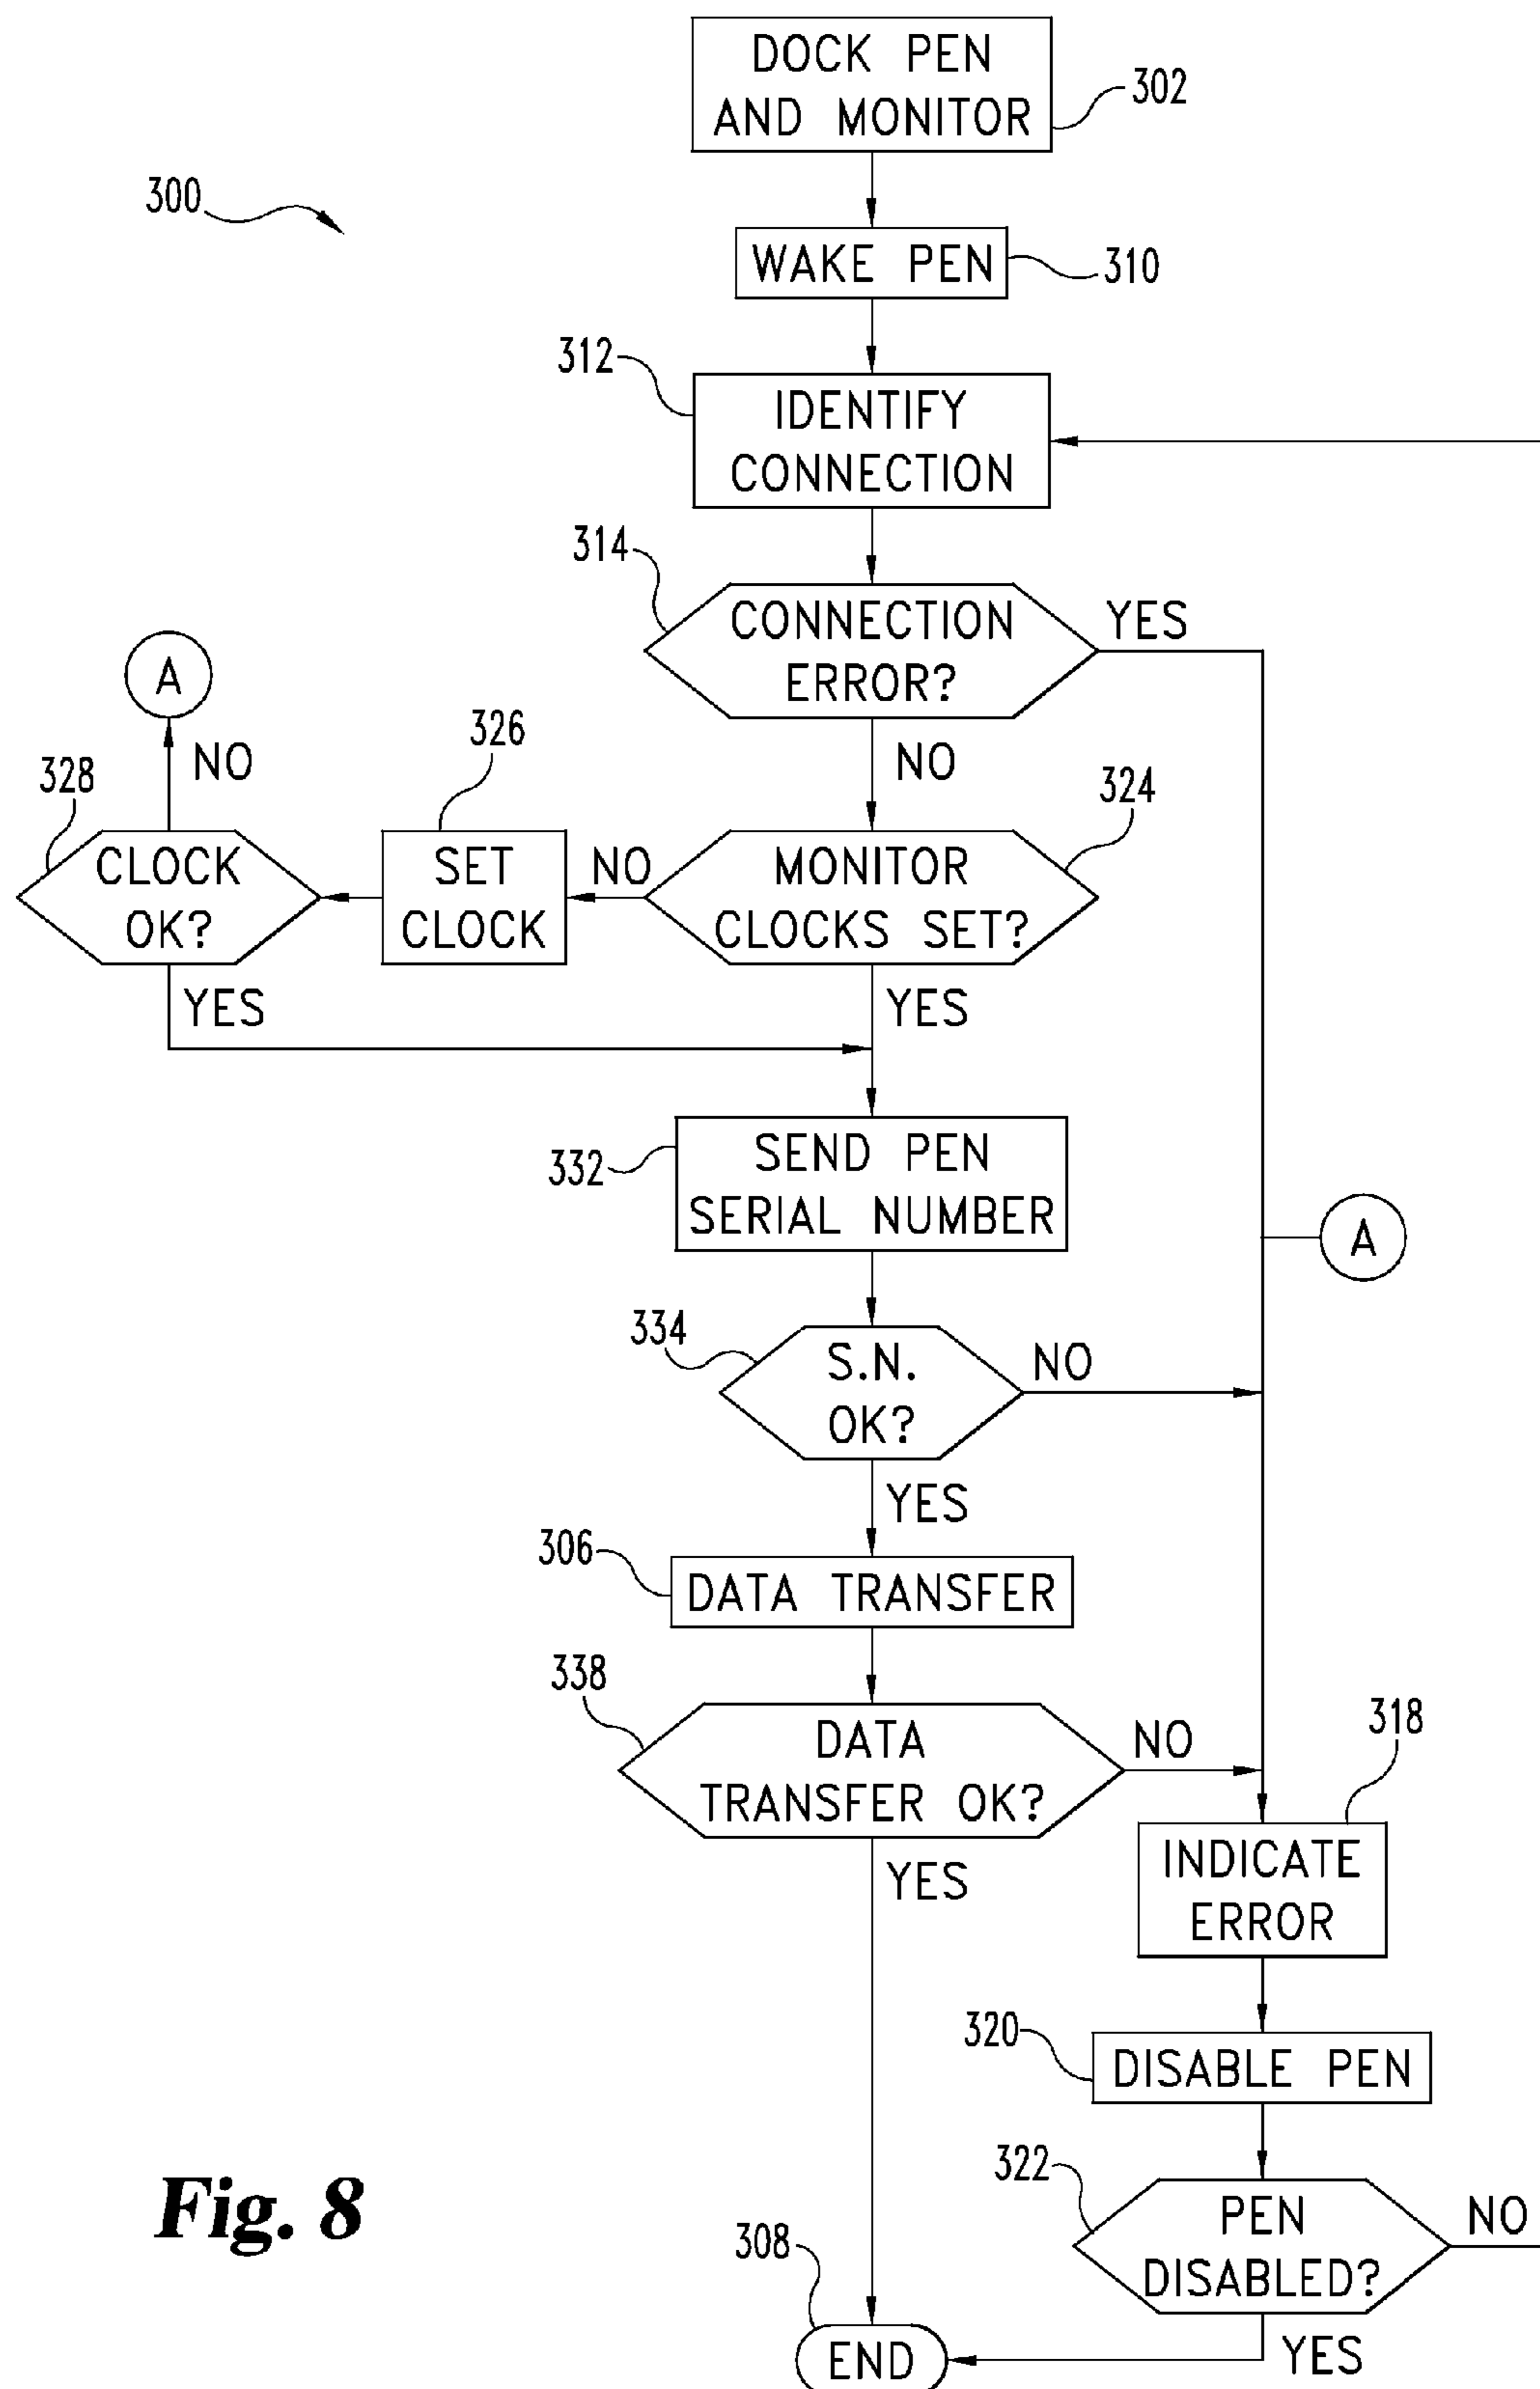 DOCK PEN
AND MONITOR
302
300
WAKE PEN
310
312
IDENTIFY
CONNECTION
314
CONNECTION
ERROR?
YES
A
NO
326
328
NO
324
CLOCK
OK?
SET
CLOCK
NO
MONITOR
CLOCKS SET?
YES
YES
332
SEND PEN
SERIAL NUMBER
A
334
S.N.
OK?
NO
YES
306
DATA TRANSFER
338
DATA
TRANSFER OK?
NO
318
YES
INDICATE
ERROR
320
DISABLE PEN
322
PEN
DISABLED?
NO
Fig. 8
308
END
YES